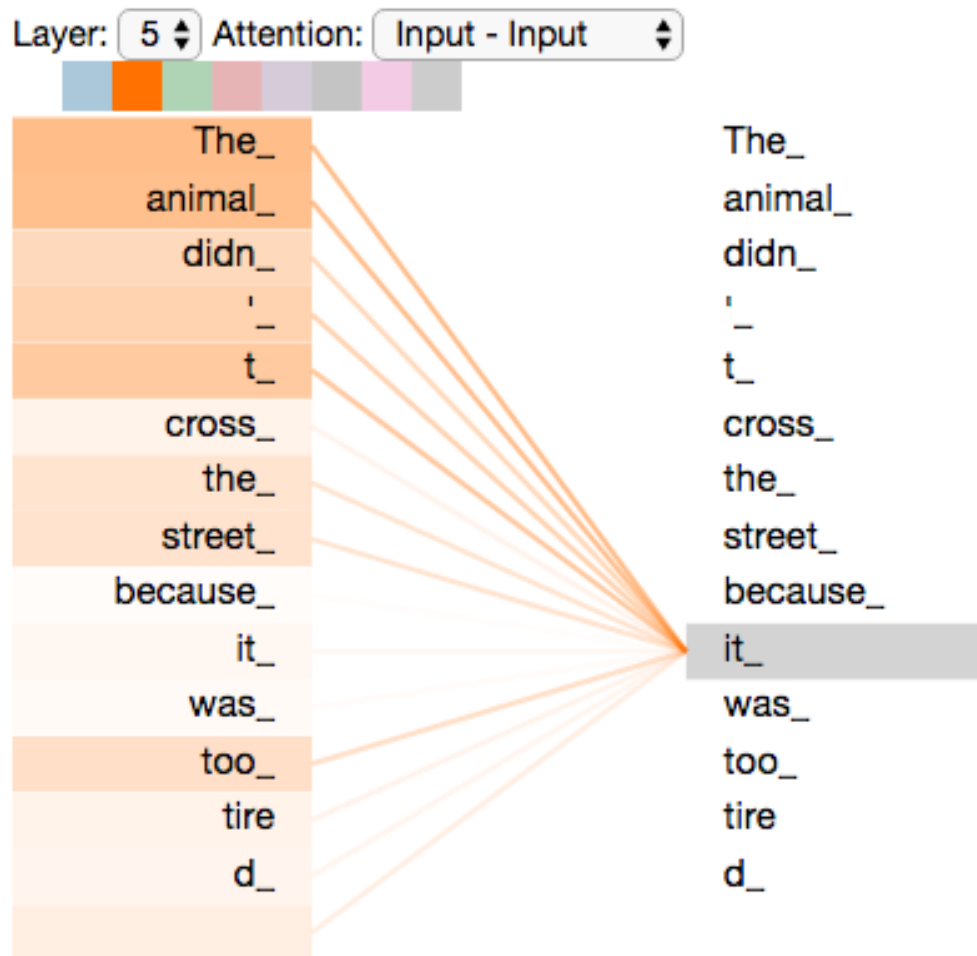 Layer: 5 Attention: Input - Input
The_ The_
animal_ animal_
didn_ didn_
'_ '_
t_ t_
cross_ cross_
the_ the_
street_ street_
because_ because_
it_ it_
was_ was_
too_ too_
tire tire
d_ d_